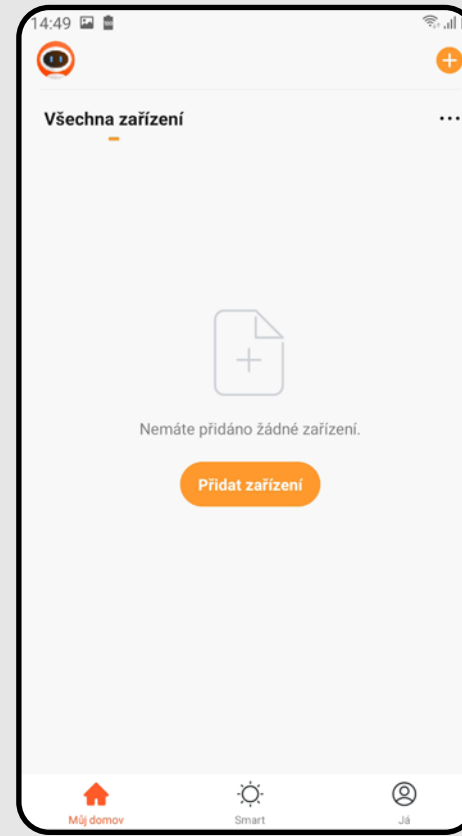 14:49
Všechna zařízení
Nemáte přidáno žádné zařízení.
Přidat zařízení
Můj domov
Smart
Já